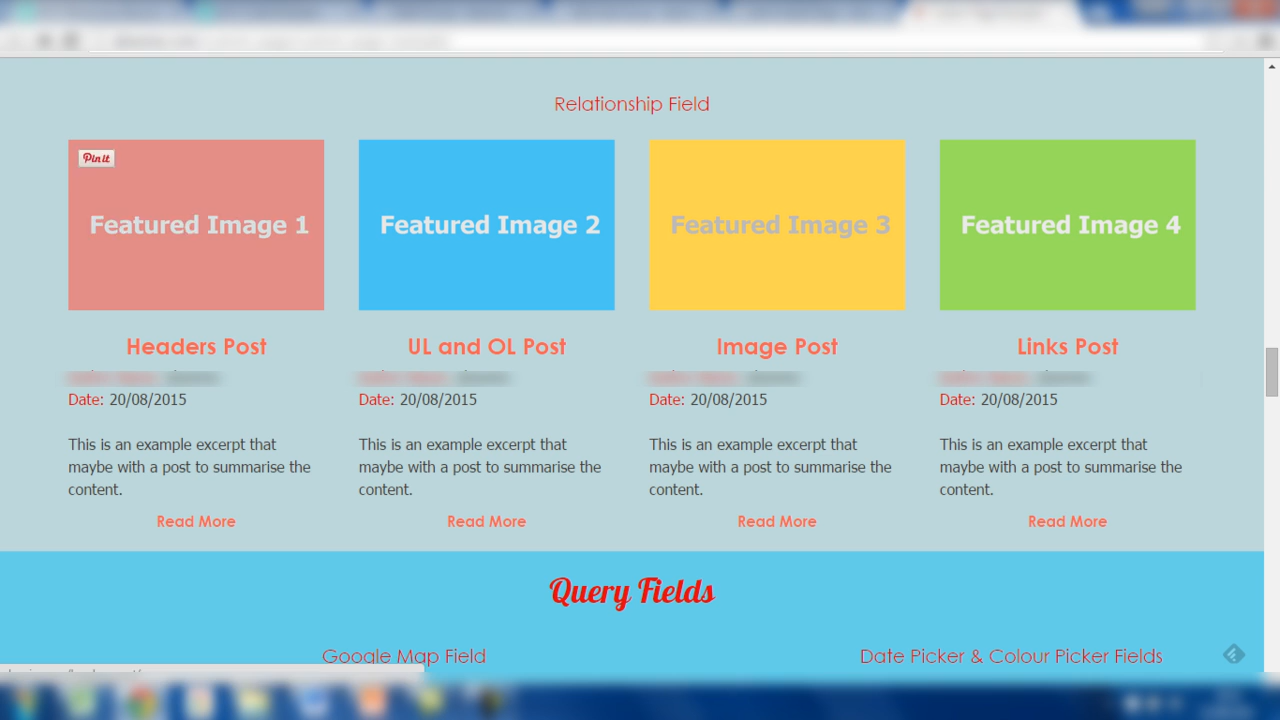 Relationship Field
Pin it
Featured Image 1
Featured Image 2
Featured Image 3
Featured Image 4
Headers Post
UL and OL Post
Image Post
Links Post
Date: 20/08/2015
Date: 20/08/2015
Date: 20/08/2015
Date: 20/08/2015
This is an example excerpt that
maybe with a post to summarise the
content.
This is an example excerpt that
maybe with a post to summarise the
content.
This is an example excerpt that
maybe with a post to summarise the
content.
This is an example excerpt that
maybe with a post to summarise the
content.
Read More
Read More
Read More
Read More
Query Fields
Google Map Field
Date Picker & Colour Picker Fields